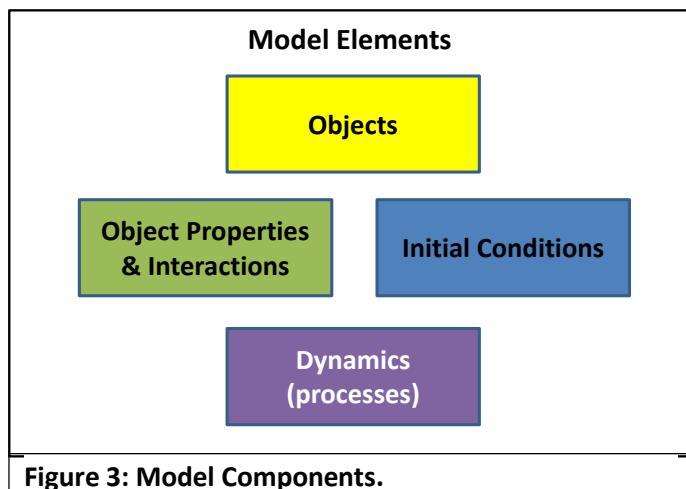 Model Elements
Objects
Object Properties
& Interactions
Initial Conditions
Dynamics
(processes)
Figure 3: Model Components.